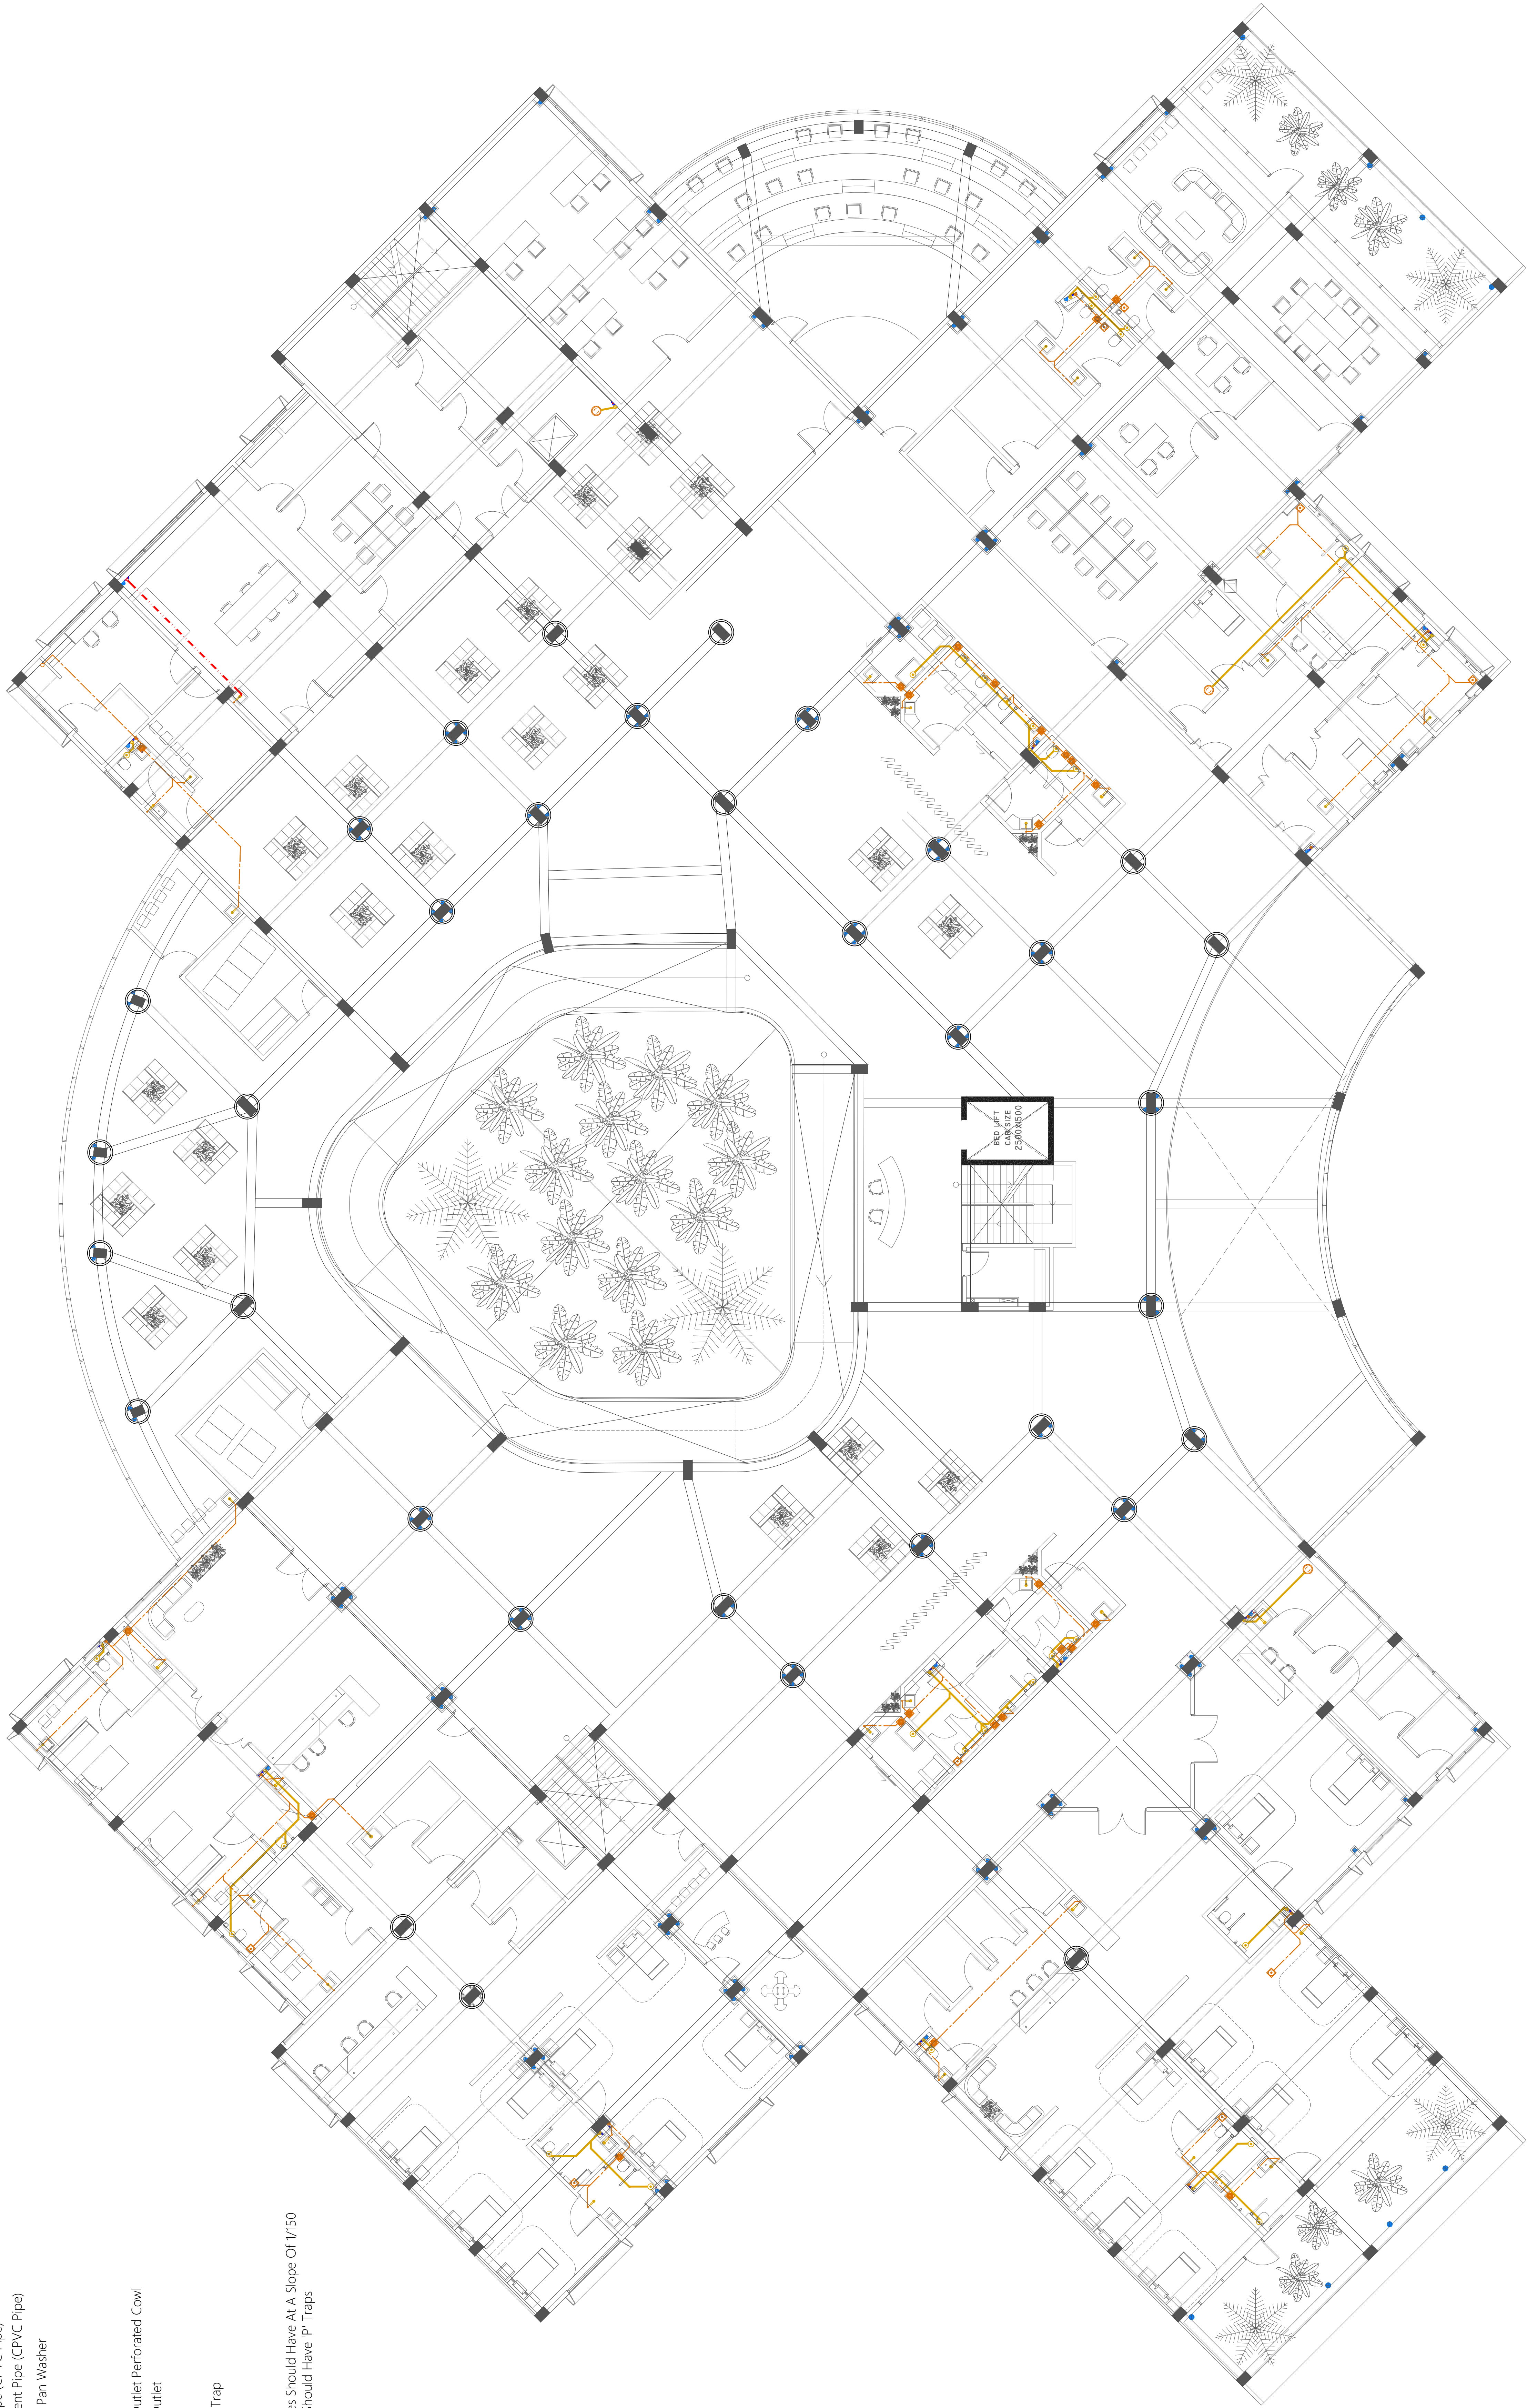 ent Pipe (CPVC Pipe)
Pan Washer
utlet Perforated Cowl
utlet
Trap
es Should Have At A Slope Of 1/150
hould Have 'P' Traps
BED LIFT
CAR SIZE
2500X1500